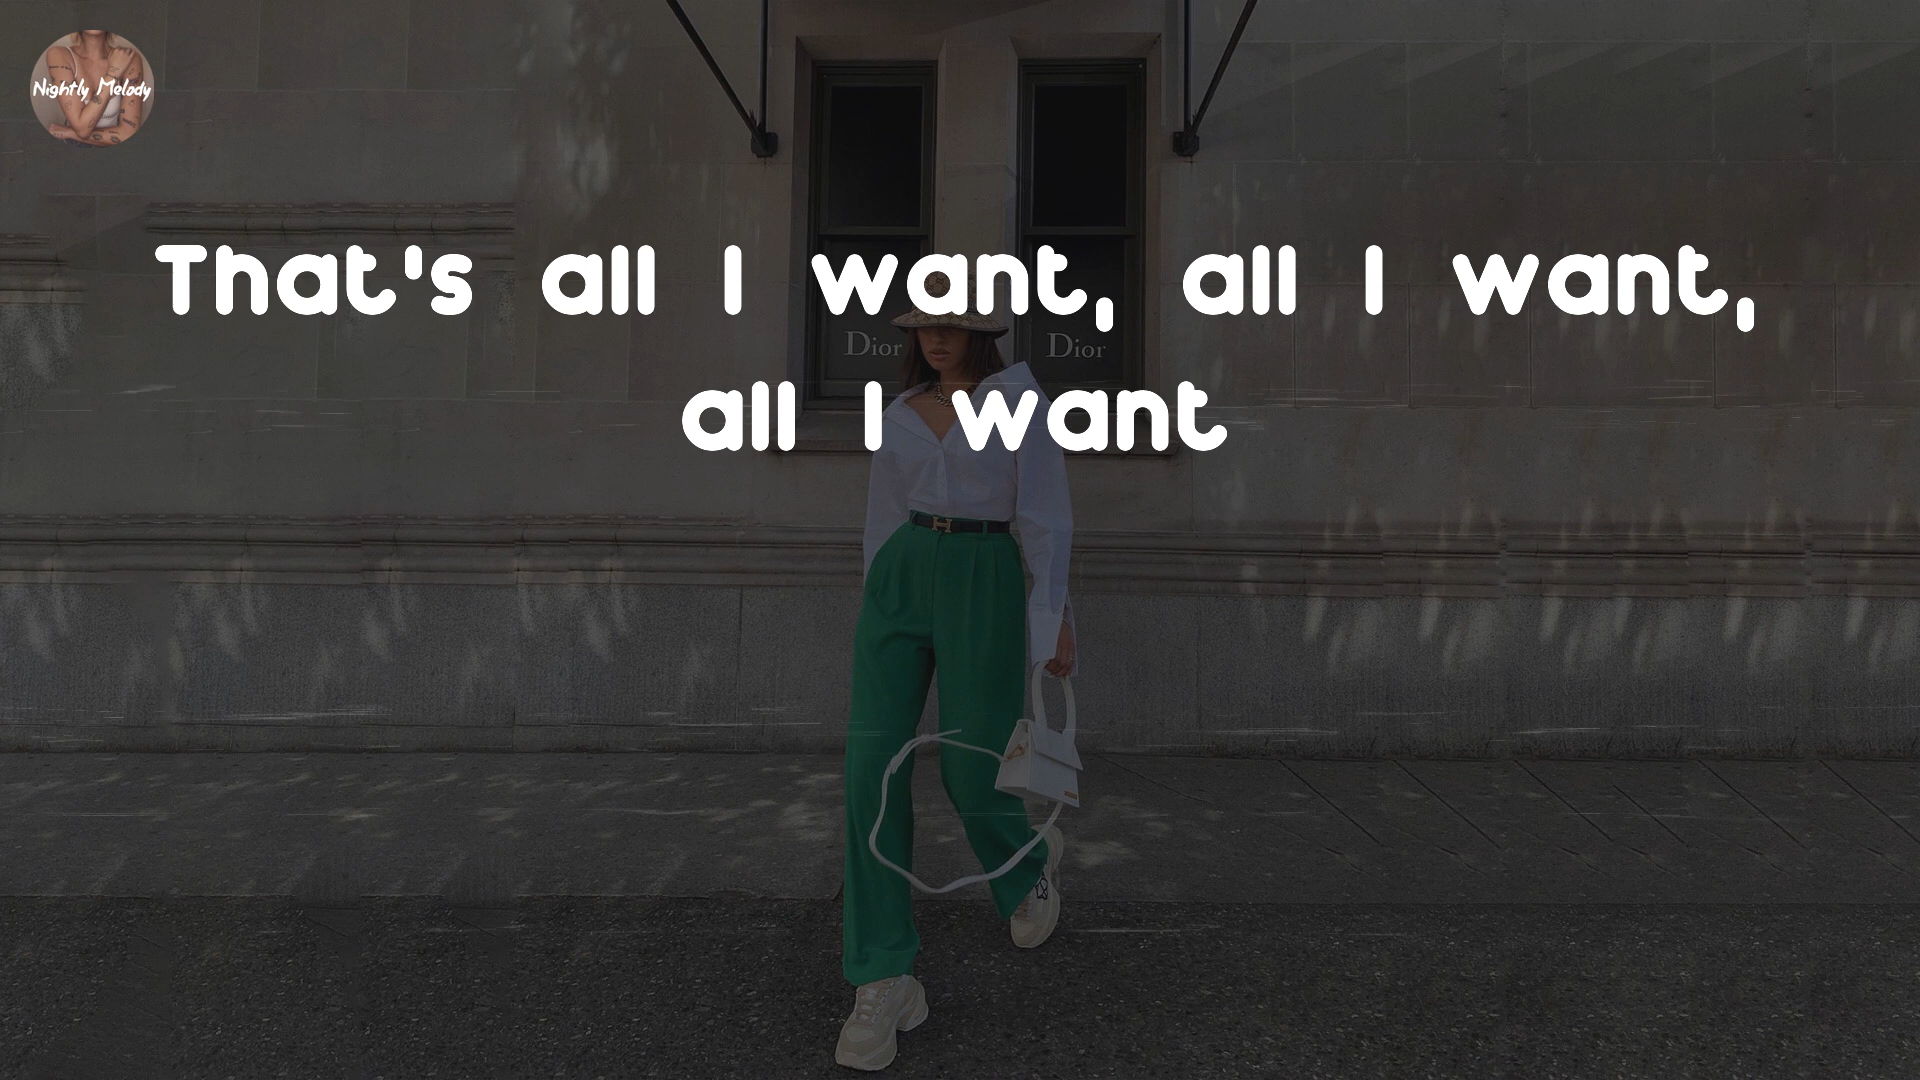 Nightly Melody
That's all I want, all I want,
all I want
Dior Dior